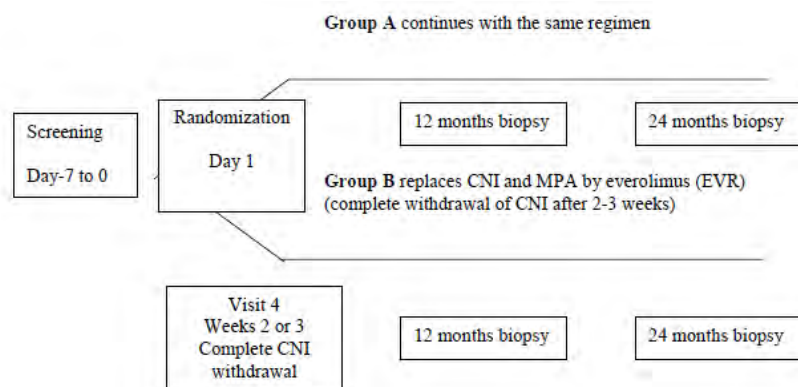 Group A continues with the same regimen
Screening
Day-7 to 0
Randomization
Day 1
12 months biopsy
24 months biopsy
Group B replaces CNI and MPA by everolimus (EVR)
(complete withdrawal of CNI after 2-3 weeks)
Visit 4
Weeks 2 or 3
Complete CNI
withdrawal
12 months biopsy
24 months biopsy